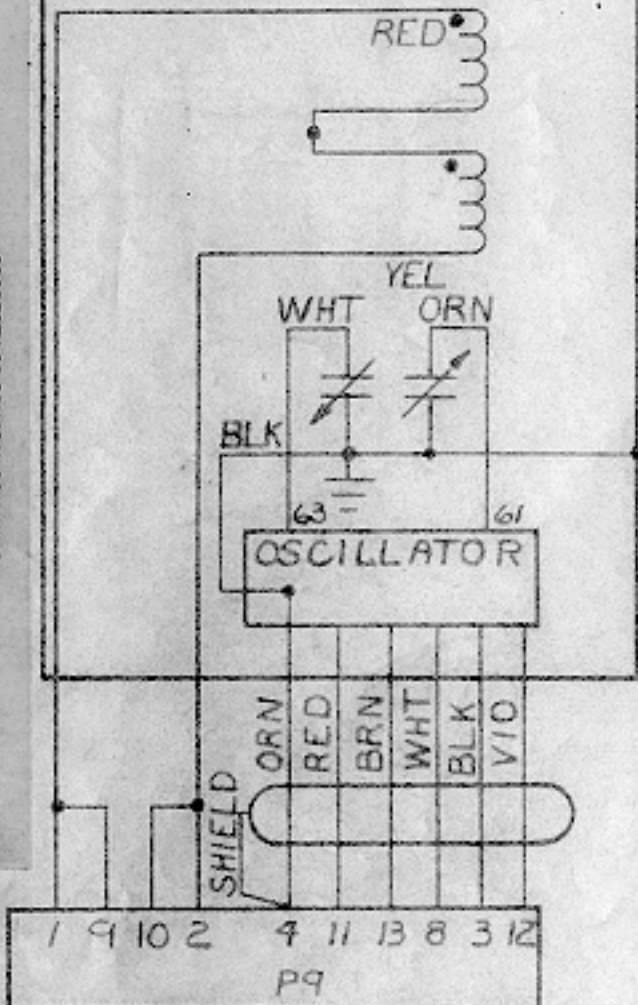 RED
YEL
WHT ORN
BLK
63 61
OSCILLATOR
ORN RED BRN WHT BLK VIO
SHIELD
1 9 10 2 4 11 13 8 3 12
P9